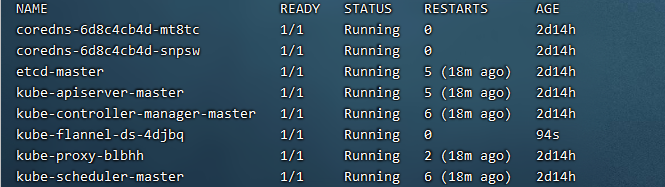 NAME READY STATUS RESTARTS AGE
coredns-6d8c4cb4d-mt8tc 1/1 Running 0 2d14h
coredns-6d8c4cb4d-snpsw 1/1 Running 0 2d14h
etcd-master 1/1 Running 5 (18m ago) 2d14h
kube-apiserver-master 1/1 Running 5 (18m ago) 2d14h
kube-controller-manager-master 1/1 Running 6 (18m ago) 2d14h
kube-flannel-ds-4djbq 1/1 Running 0 94s
kube-proxy-blbhh 1/1 Running 2 (18m ago) 2d14h
kube-scheduler-master 1/1 Running 6 (18m ago) 2d14h